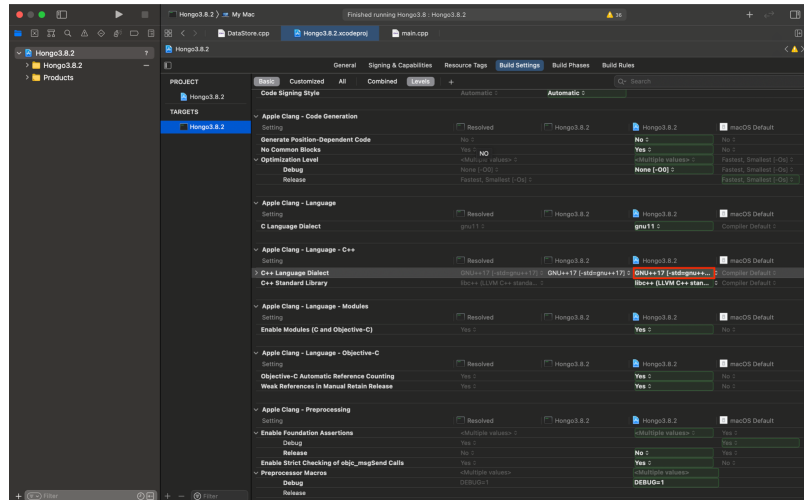 Hongo3.8.2 〉 My Mac
Finished running Hongo3.8 : Hongo3.8.2
36
+
DataStore.cpp
Hongo3.8.2.xcodeproj
main.cpp
Hongo3.8.2 ?
Hongo3.8.2
Hongo3.8.2
Products
General Signing & Capabilities Resource Tags Build Settings Build Phases Build Rules
PROJECT
Hongo3.8.2
TARGETS
Hongo3.8.2
Basic Customized All Combined Levels + Search
Code Signing Style Automatic Automatic
Apple Clang - Code Generation
Setting Resolved Hongo3.8.2 Hongo3.8.2 macOS Default
Generate Position-Dependent Code No No No
No Common Blocks Yes Yes No
NO
Optimization Level <Multiple values> <Multiple values> Fastest, Smallest [-Os]
Debug None [-O0] None [-O0] Fastest, Smallest [-Os]
Release Fastest, Smallest [-Os] Fastest, Smallest [-Os]
Apple Clang - Language
Setting Resolved Hongo3.8.2 Hongo3.8.2 macOS Default
C Language Dialect gnu11 gnu11 Compiler Default
Apple Clang - Language - C++
Setting Resolved Hongo3.8.2 Hongo3.8.2 macOS Default
C++ Language Dialect GNU++17 [-std=gnu++17] GNU++17 [-std=gnu++17] GNU++17 [-std=gnu++... Compiler Default
C++ Standard Library libc++ (LLVM C++ standa... libc++ (LLVM C++ stan... Compiler Default
Apple Clang - Language - Modules
Setting Resolved Hongo3.8.2 Hongo3.8.2 macOS Default
Enable Modules (C and Objective-C) Yes Yes No
Apple Clang - Language - Objective-C
Setting Resolved Hongo3.8.2 Hongo3.8.2 macOS Default
Objective-C Automatic Reference Counting Yes Yes No
Weak References in Manual Retain Release Yes Yes No
Apple Clang - Preprocessing
Setting Resolved Hongo3.8.2 Hongo3.8.2 macOS Default
Enable Foundation Assertions <Multiple values> <Multiple values> Yes
Debug Yes Yes
Release No No Yes
Enable Strict Checking of objc_msgSend Calls Yes Yes No
Preprocessor Macros <Multiple values> <Multiple values>
Debug DEBUG=1 DEBUG=1
Release
+ Filter + − Filter